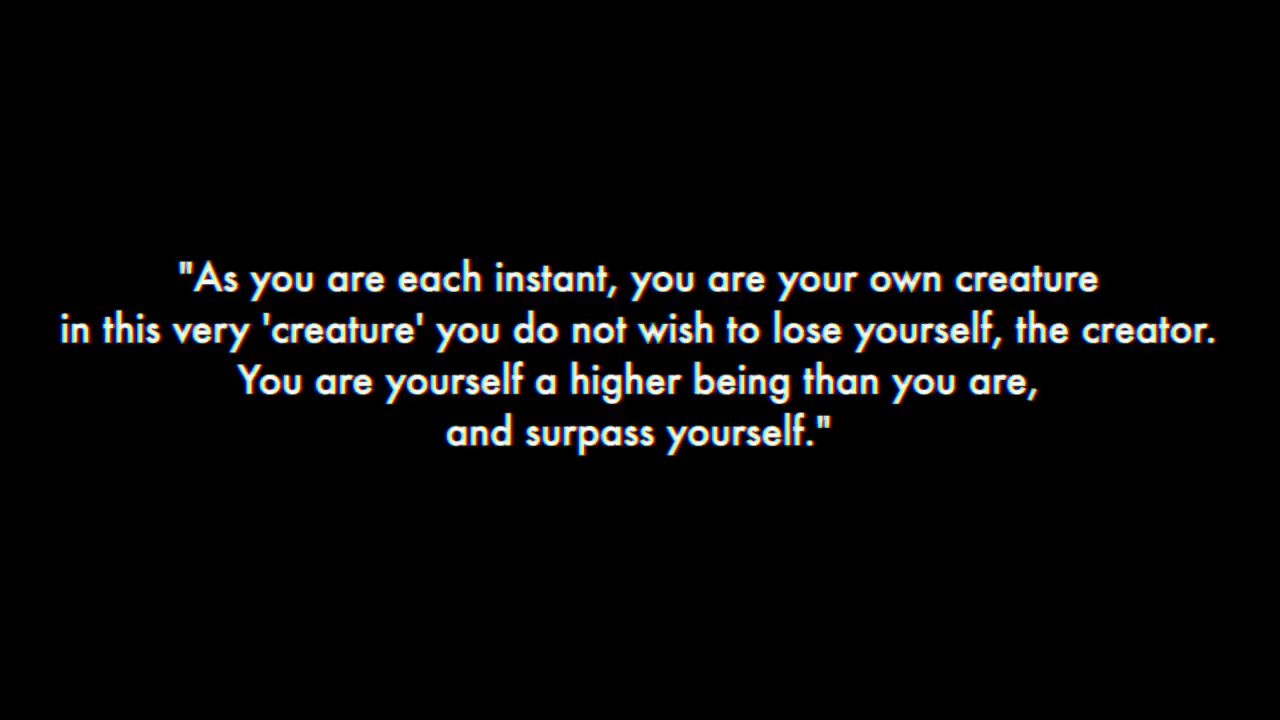 "As you are each instant, you are your own creature
in this very 'creature' you do not wish to lose yourself, the creator.
You are yourself a higher being than you are,
and surpass yourself."